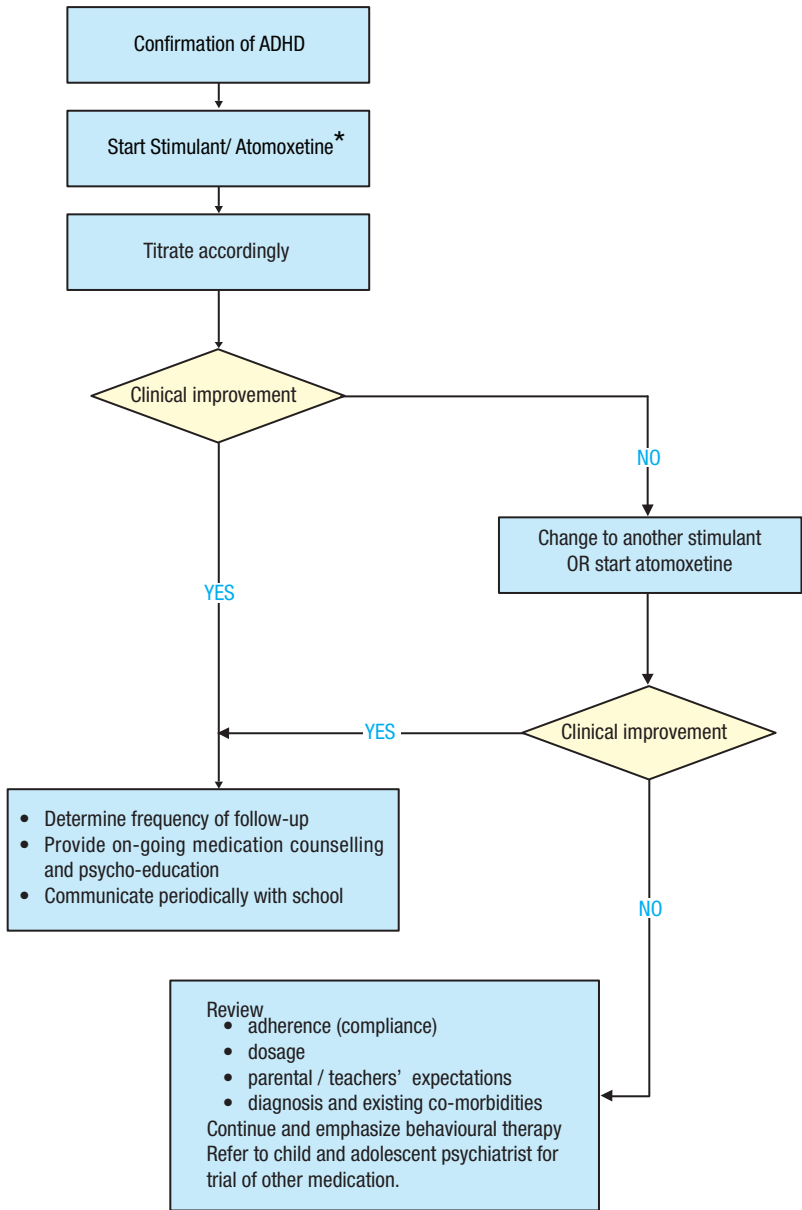 Confirmation of ADHD
Start Stimulant/ Atomoxetine*
Titrate accordingly
Clinical improvement
NO
Change to another stimulant
OR start atomoxetine
YES
Clinical improvement
YES
• Determine frequency of follow-up
• Provide on-going medication counselling
and psycho-education
• Communicate periodically with school
NO
Review
• adherence (compliance)
• dosage
• parental / teachers’ expectations
• diagnosis and existing co-morbidities
Continue and emphasize behavioural therapy
Refer to child and adolescent psychiatrist for
trial of other medication.